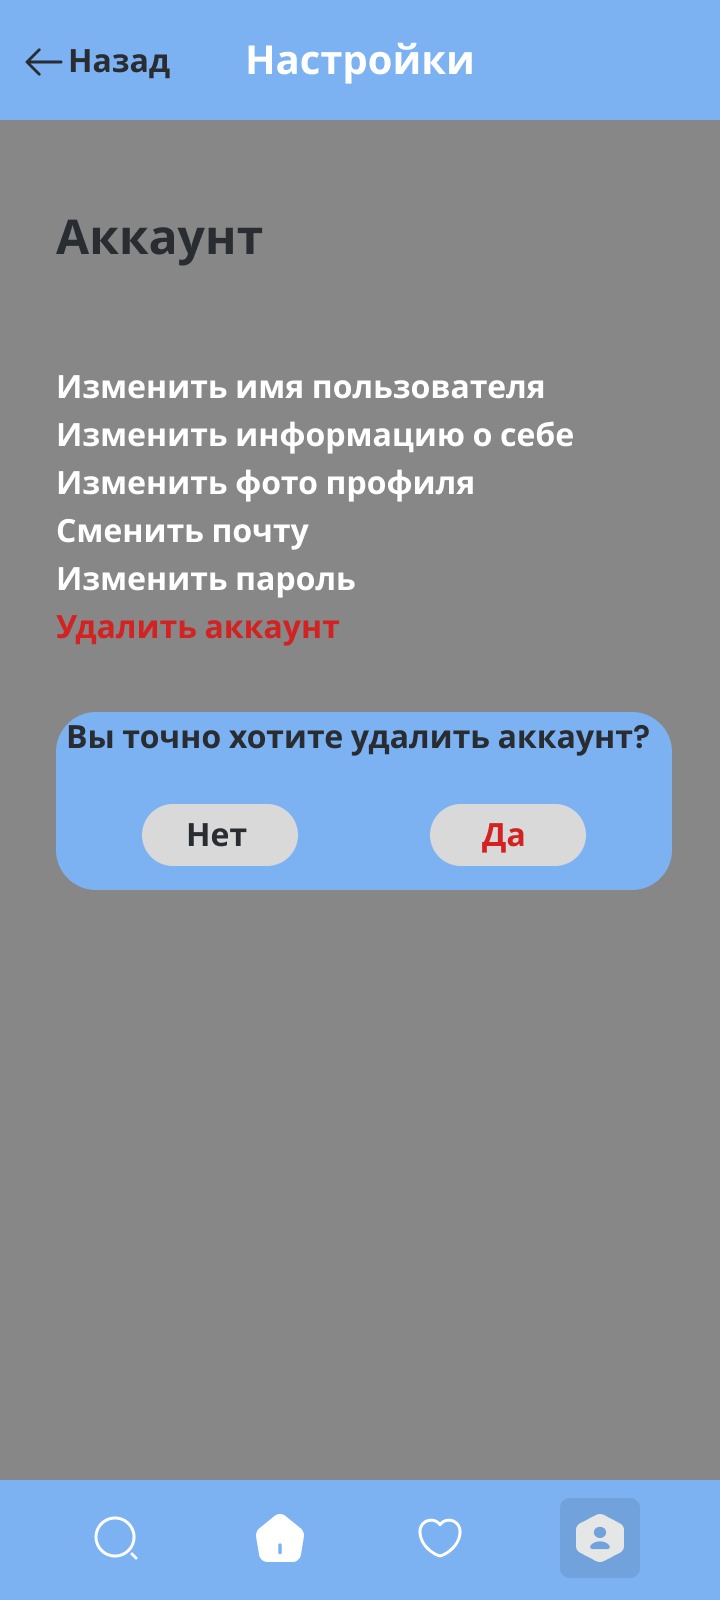 Назад
Настройки
Аккаунт
Изменить имя пользователя
Изменить информацию о себе
Изменить фото профиля
Сменить почту
Изменить пароль
Удалить аккаунт
Вы точно хотите удалить аккаунт?
Нет
Да